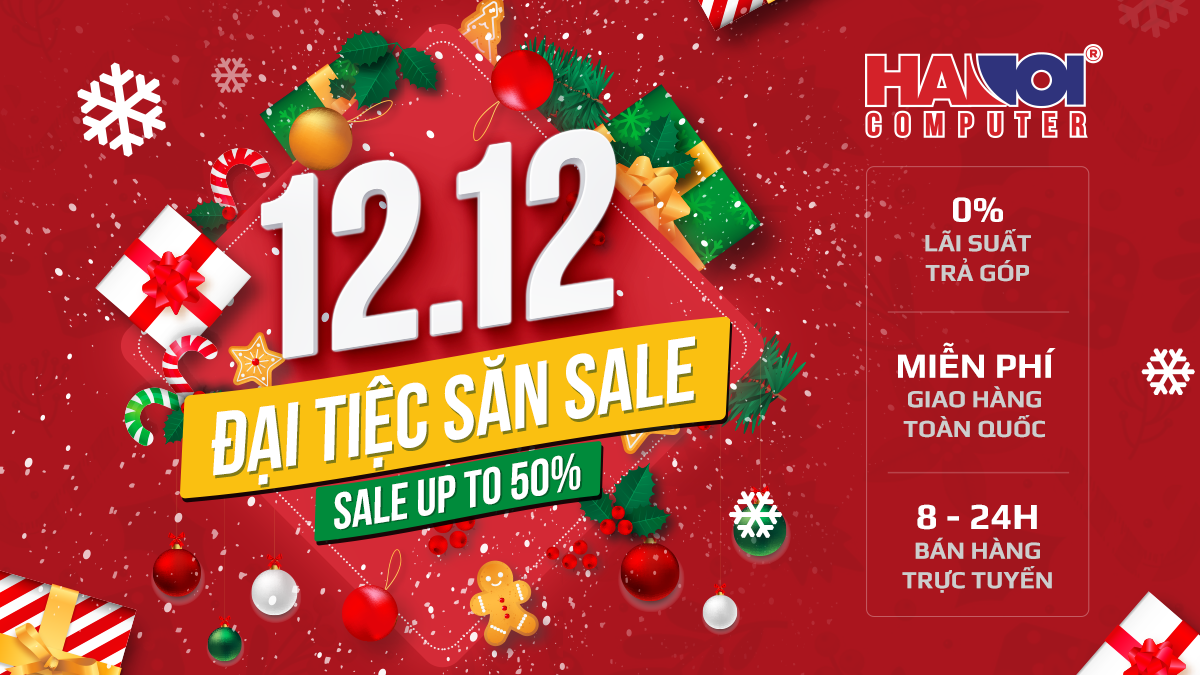 12.12
ĐẠI TIỆC SĂN SALE
SALE UP TO 50%
HANOI®
COMPUTER
0%
LÃI SUẤT
TRẢ GÓP
MIỄN PHÍ
GIAO HÀNG
TOÀN QUỐC
8 - 24H
BÁN HÀNG
TRỰC TUYẾN